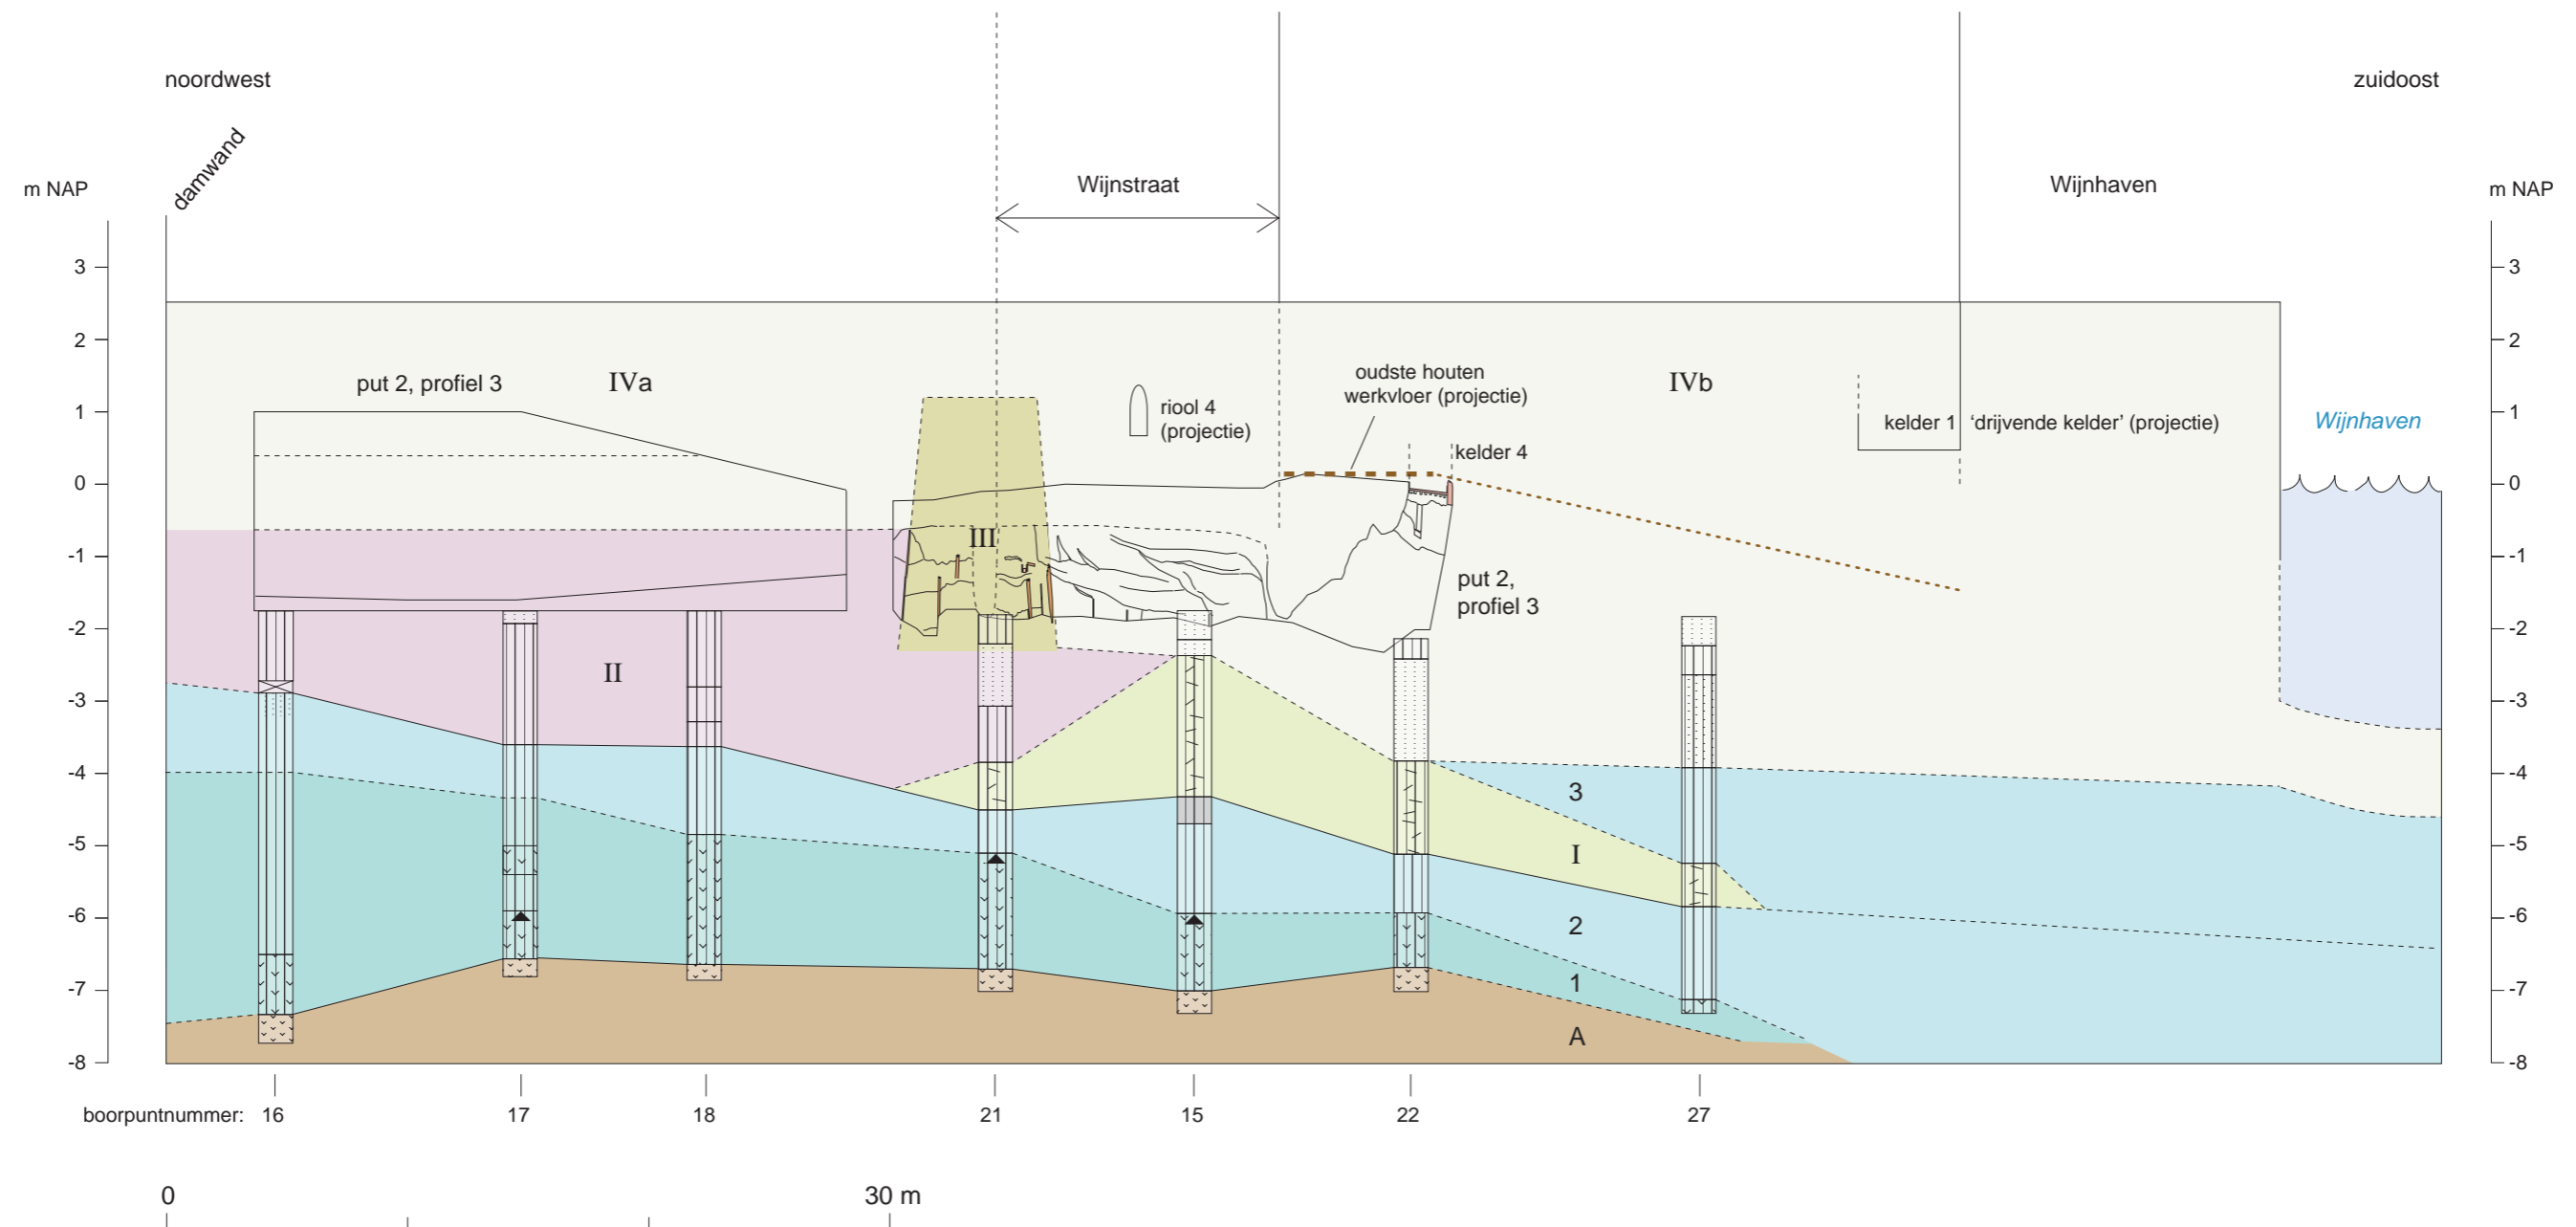 noordwest
zuidoost
damwand
m NAP
Wijnstraat
Wijnhaven
m NAP
3
3
2
2
put 2, profiel 3
IVa
oudste houten
werkvloer (projectie)
IVb
1
riool 4
(projectie)
kelder 1
‘drijvende kelder’ (projectie)
Wijnhaven
1
kelder 4
0
0
III
-1
-1
put 2,
profiel 3
-2
-2
II
-3
-3
-4
3
-4
-5
I
-5
-6
2
-6
-7
1
-7
A
-8
-8
boorpuntnummer:
16
17
18
21
15
22
27
0
30 m